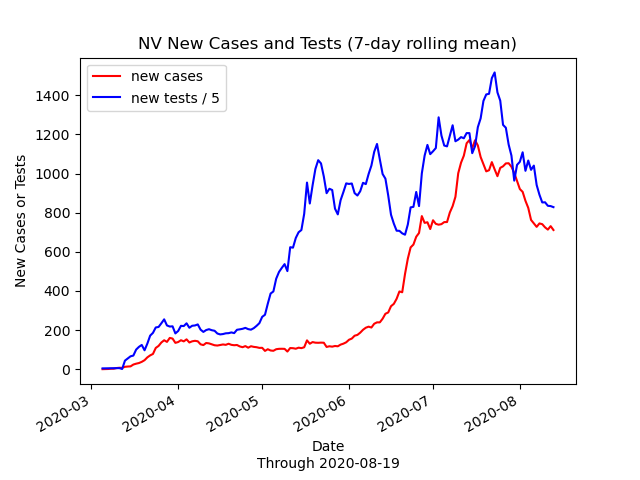 NV New Cases and Tests (7-day rolling mean)
new cases
new tests / 5
New Cases or Tests
1400
1200
1000
800
600
400
200
0
2020-03
2020-04
2020-05
2020-06
2020-07
2020-08
Date
Through 2020-08-19